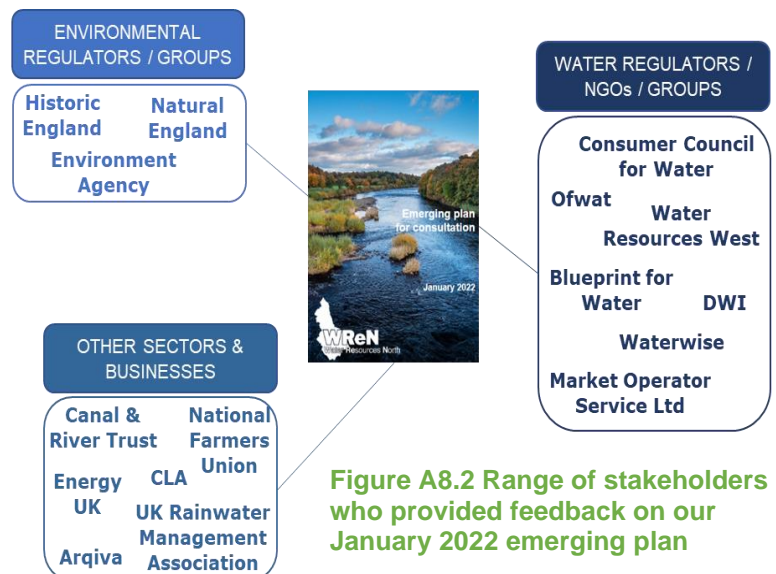 ENVIRONMENTAL
REGULATORS / GROUPS
Historic
England
Natural
England
Environment
Agency
Emerging plan
for consultation
January 2022
WReN
Water Resources North
WATER REGULATORS /
NGOs / GROUPS
Consumer Council
for Water
Ofwat
Water
Resources West
Blueprint for
Water
DWI
Waterwise
Market Operator
Service Ltd
OTHER SECTORS &
BUSINESSES
Canal &
River Trust
National
Farmers
Union
Energy
UK
CLA
UK Rainwater
Management
Association
Arqiva
Figure A8.2 Range of stakeholders
who provided feedback on our
January 2022 emerging plan